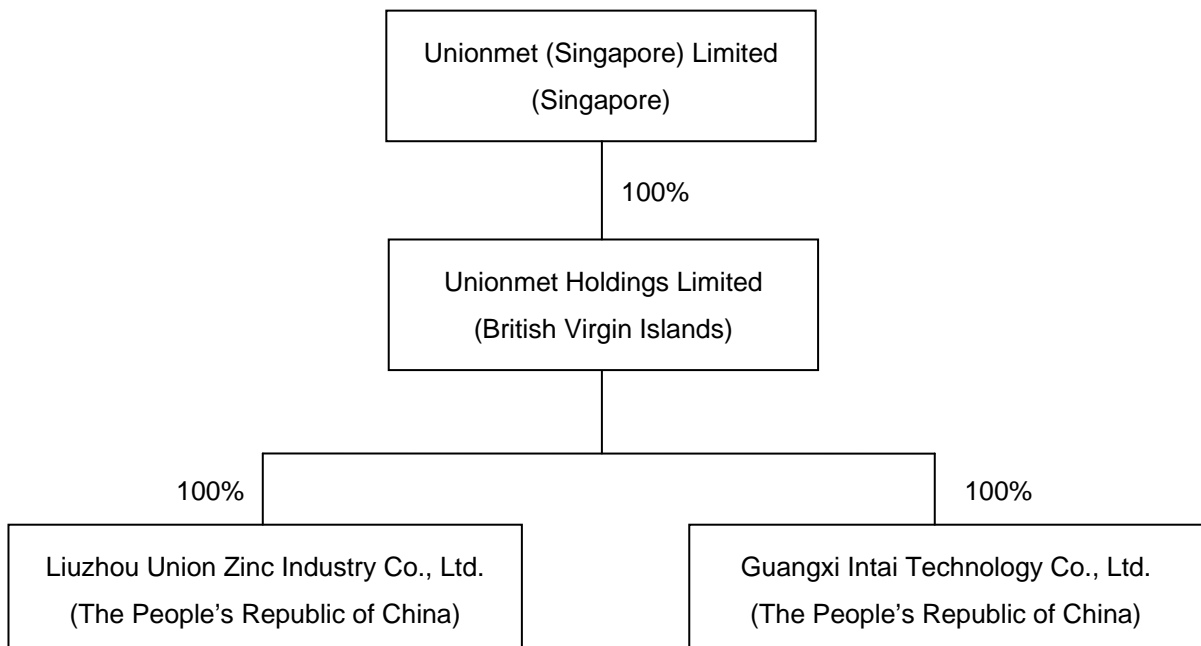 Unionmet (Singapore) Limited
(Singapore)
100%
Unionmet Holdings Limited
(British Virgin Islands)
100%
100%
Liuzhou Union Zinc Industry Co., Ltd.
(The People’s Republic of China)
Guangxi Intai Technology Co., Ltd.
(The People’s Republic of China)